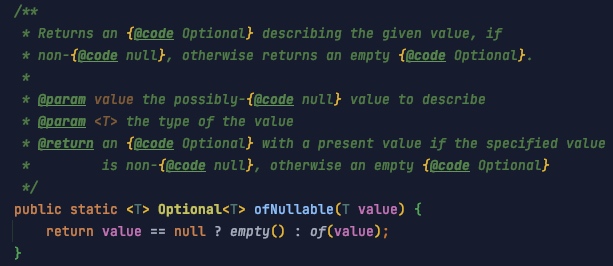 /**
 * Returns an {@code Optional} describing the given value, if
 * non-{@code null}, otherwise returns an empty {@code Optional}.
 *
 * @param value the possibly-{@code null} value to describe
 * @param <T> the type of the value
 * @return an {@code Optional} with a present value if the specified value
 *         is non-{@code null}, otherwise an empty {@code Optional}
 */
public static <T> Optional<T> ofNullable(T value) {
    return value == null ? empty() : of(value);
}